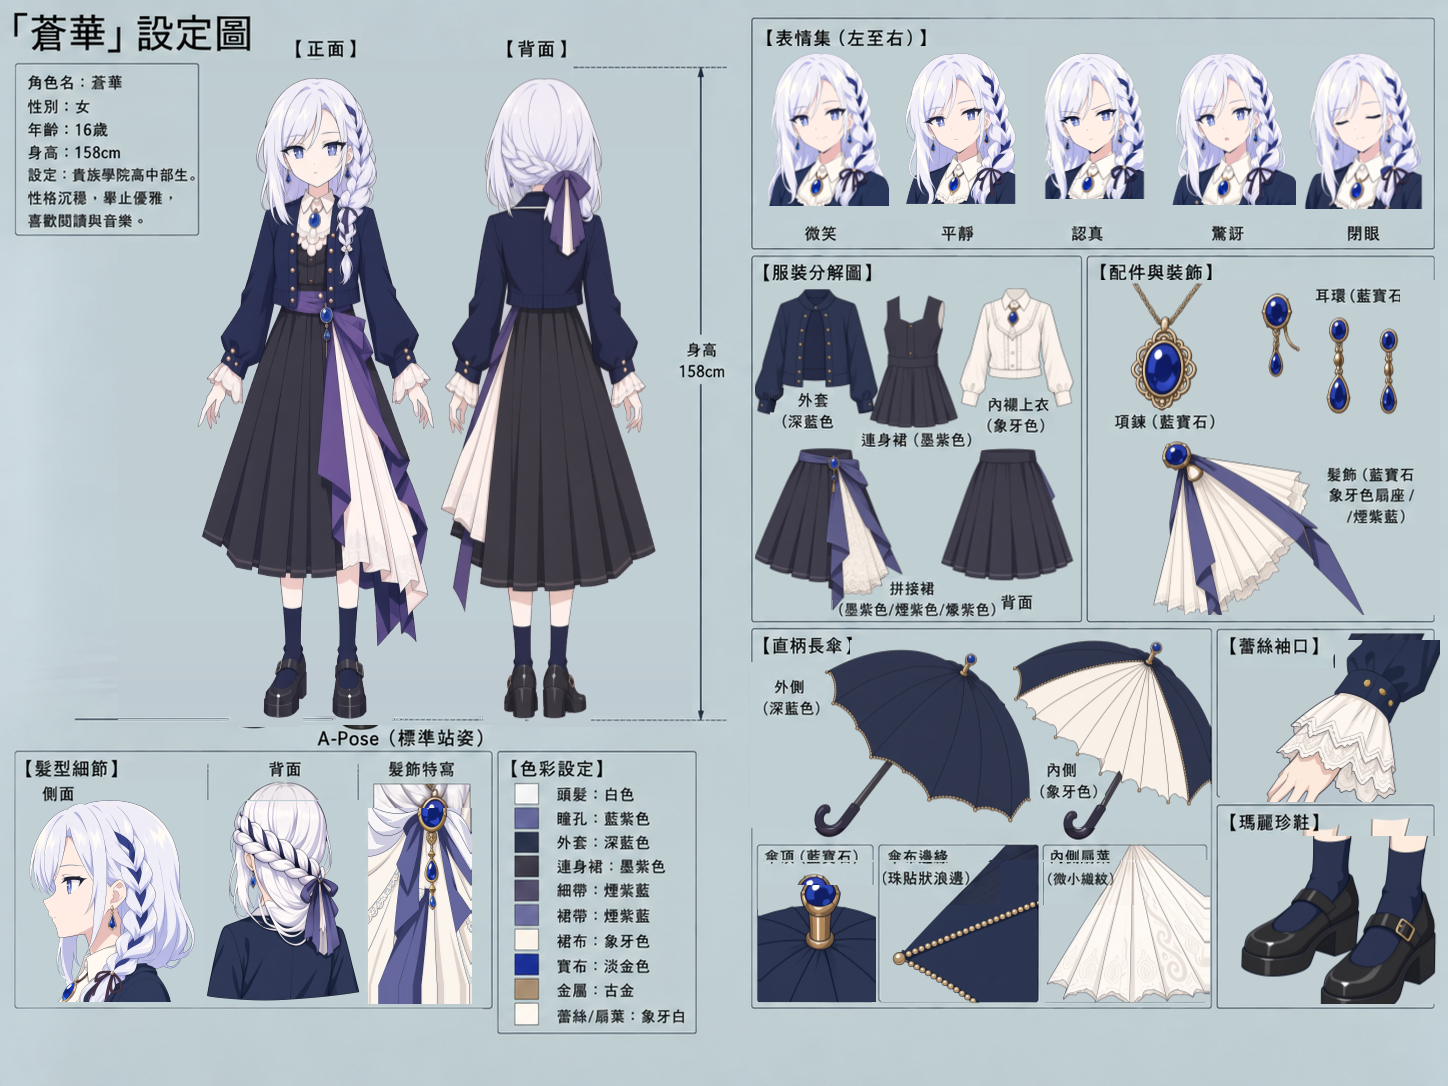 「蒼華」設定圖
角色名：蒼華
性別：女
年齡：16歲
身高：158cm
設定：貴族學院高中部生。
性格沉穩，舉止優雅，
喜歡閱讀與音樂。
【正面】
【背面】
身高
158cm
A-Pose（標準站姿）
【髮型細節】
側面
背面
髮飾特寫
【色彩設定】
頭髮：白色
瞳孔：藍紫色
外套：深藍色
連身裙：墨紫色
細帶：煙紫藍
裙帶：煙紫藍
裙布：象牙色
寶布：淡金色
金屬：古金
蕾絲/扇葉：象牙白
【表情集（左至右）】
微笑
平靜
認真
驚訝
閉眼
【服裝分解圖】
外套
（深藍色
連身裙（墨紫色）
內襯上衣
（象牙色）
拼接裙
（墨紫色/煙紫色/ 紫色）
背面
【配件與裝飾】
項鍊（藍寶石）
耳環（藍寶石
髮飾（藍寶石
象牙色扇座 /
/煙紫藍）
【直柄長傘】
外側
（深藍色）
內側
（象牙色）
傘頂（藍寶石）
傘布邊緣
（珠貼狀浪邊）
內側扇葉
（微小織紋）
【蕾絲袖口】
【瑪麗珍鞋】